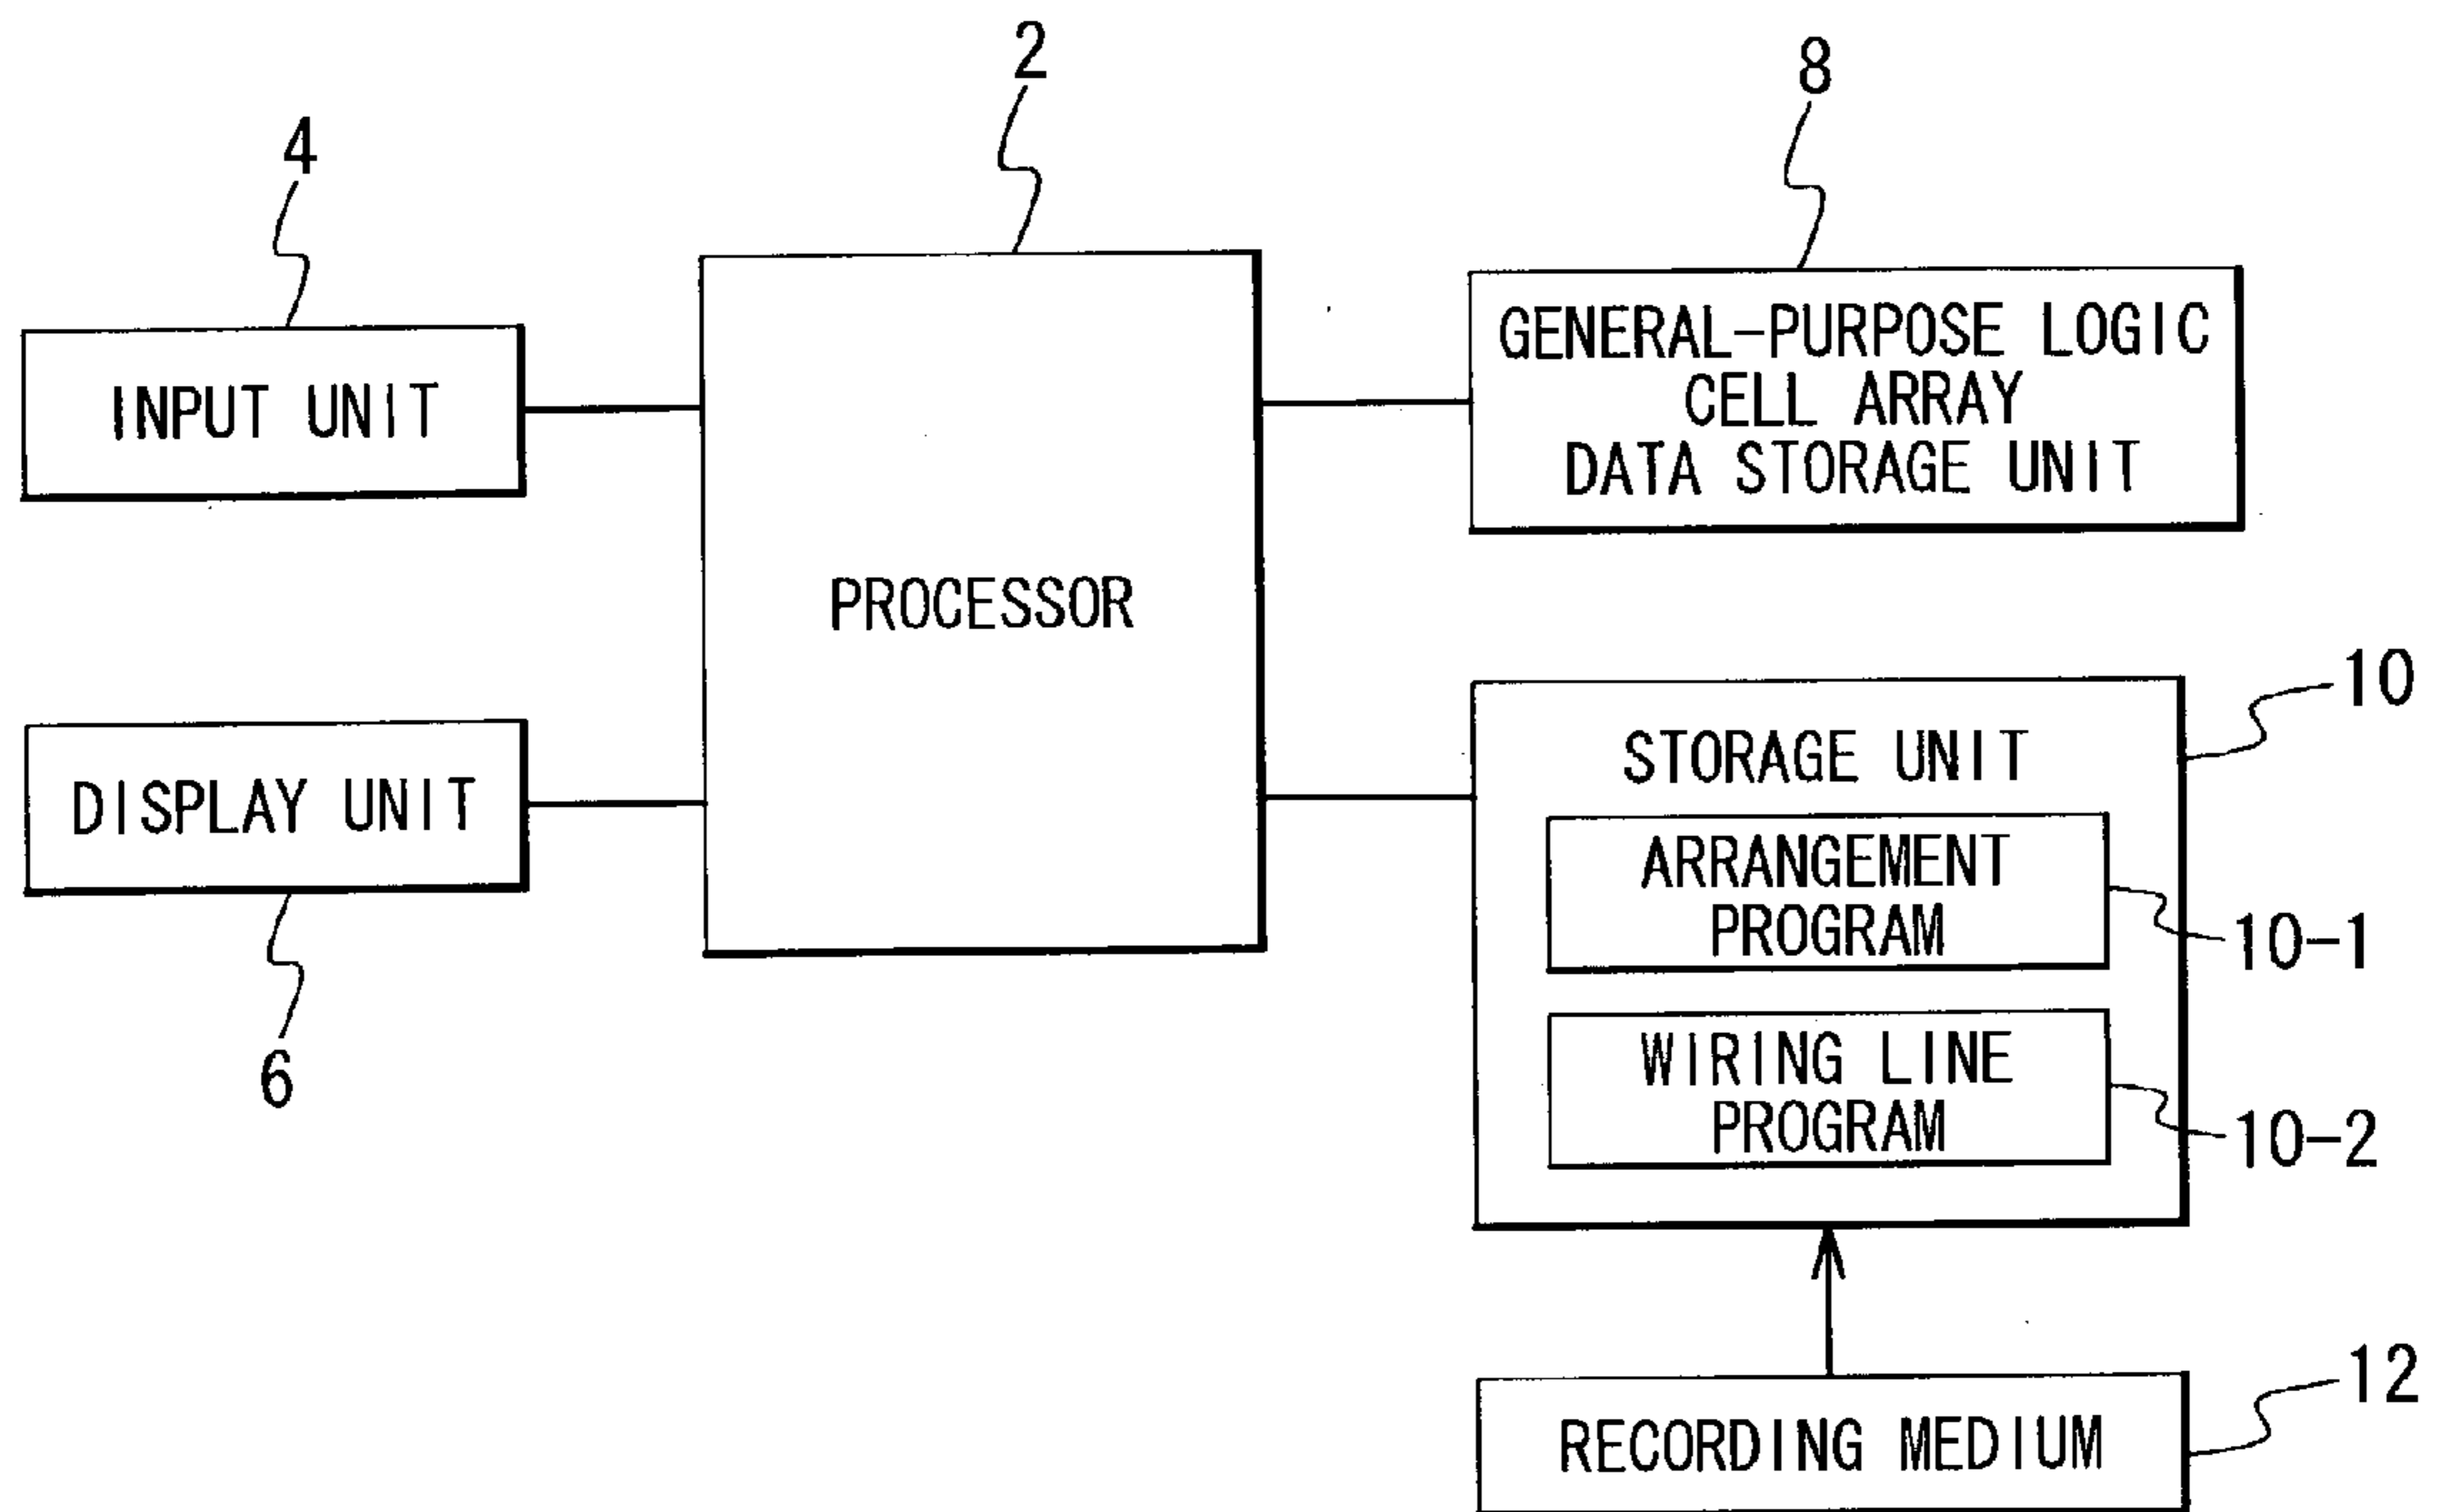 2
8
4
INPUT UNIT
PROCESSOR
GENERAL-PURPOSE LOGIC
CELL ARRAY
DATA STORAGE UNIT
DISPLAY UNIT
6
10
STORAGE UNIT
ARRANGEMENT
PROGRAM
10-1
WIRING LINE
PROGRAM
10-2
12
RECORDING MEDIUM